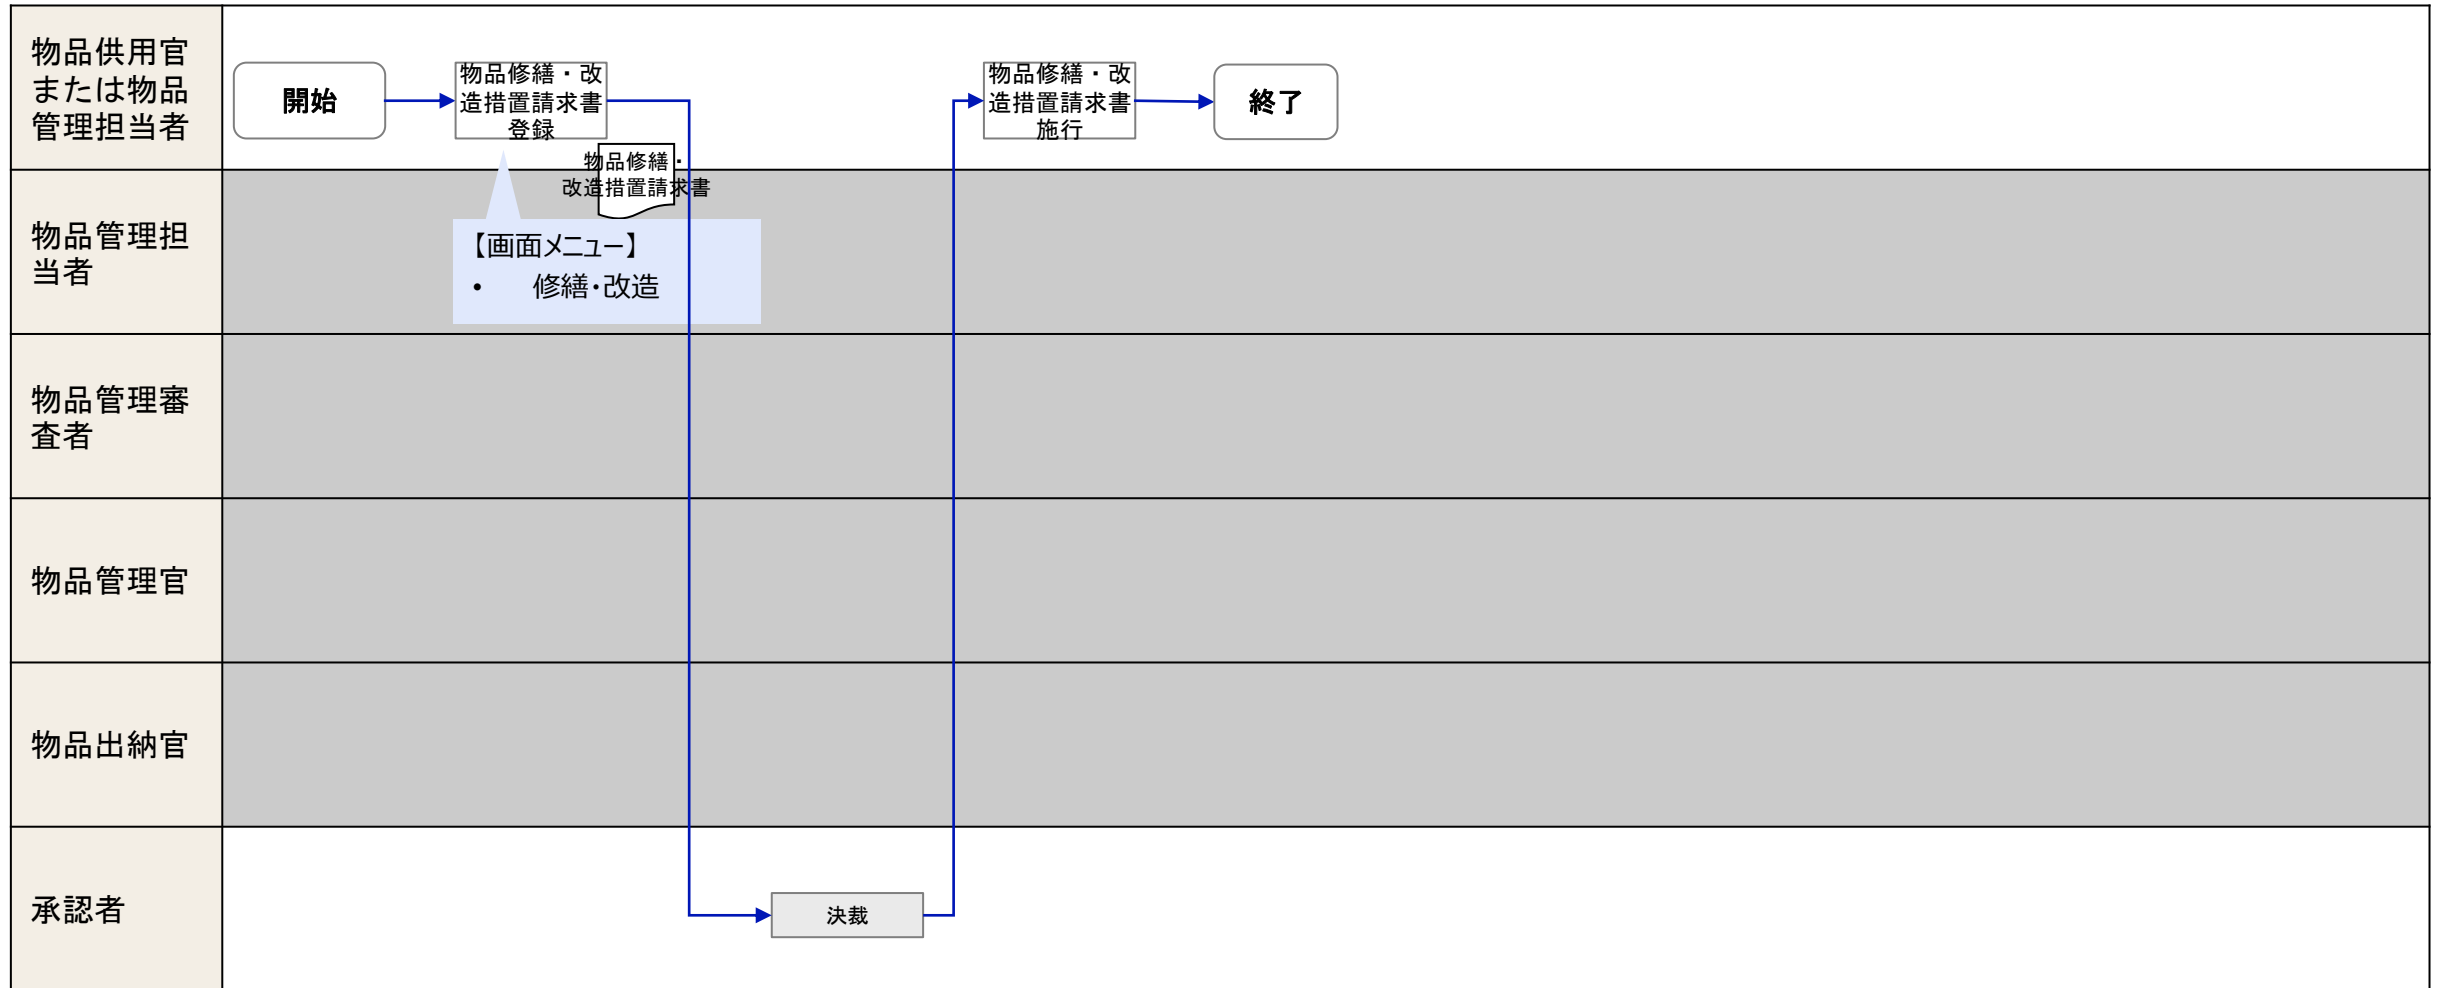 物品供用官
または物品
管理担当者
開始
物品修繕・改
造措置請求書
登録
物品修繕・改
造措置請求書
施行
終了
物品修繕・
改造措置請求書
物品管理担
当者
【画面メニュー】
• 修繕・改造
物品管理審
査者
物品管理官
物品出納官
承認者
決裁